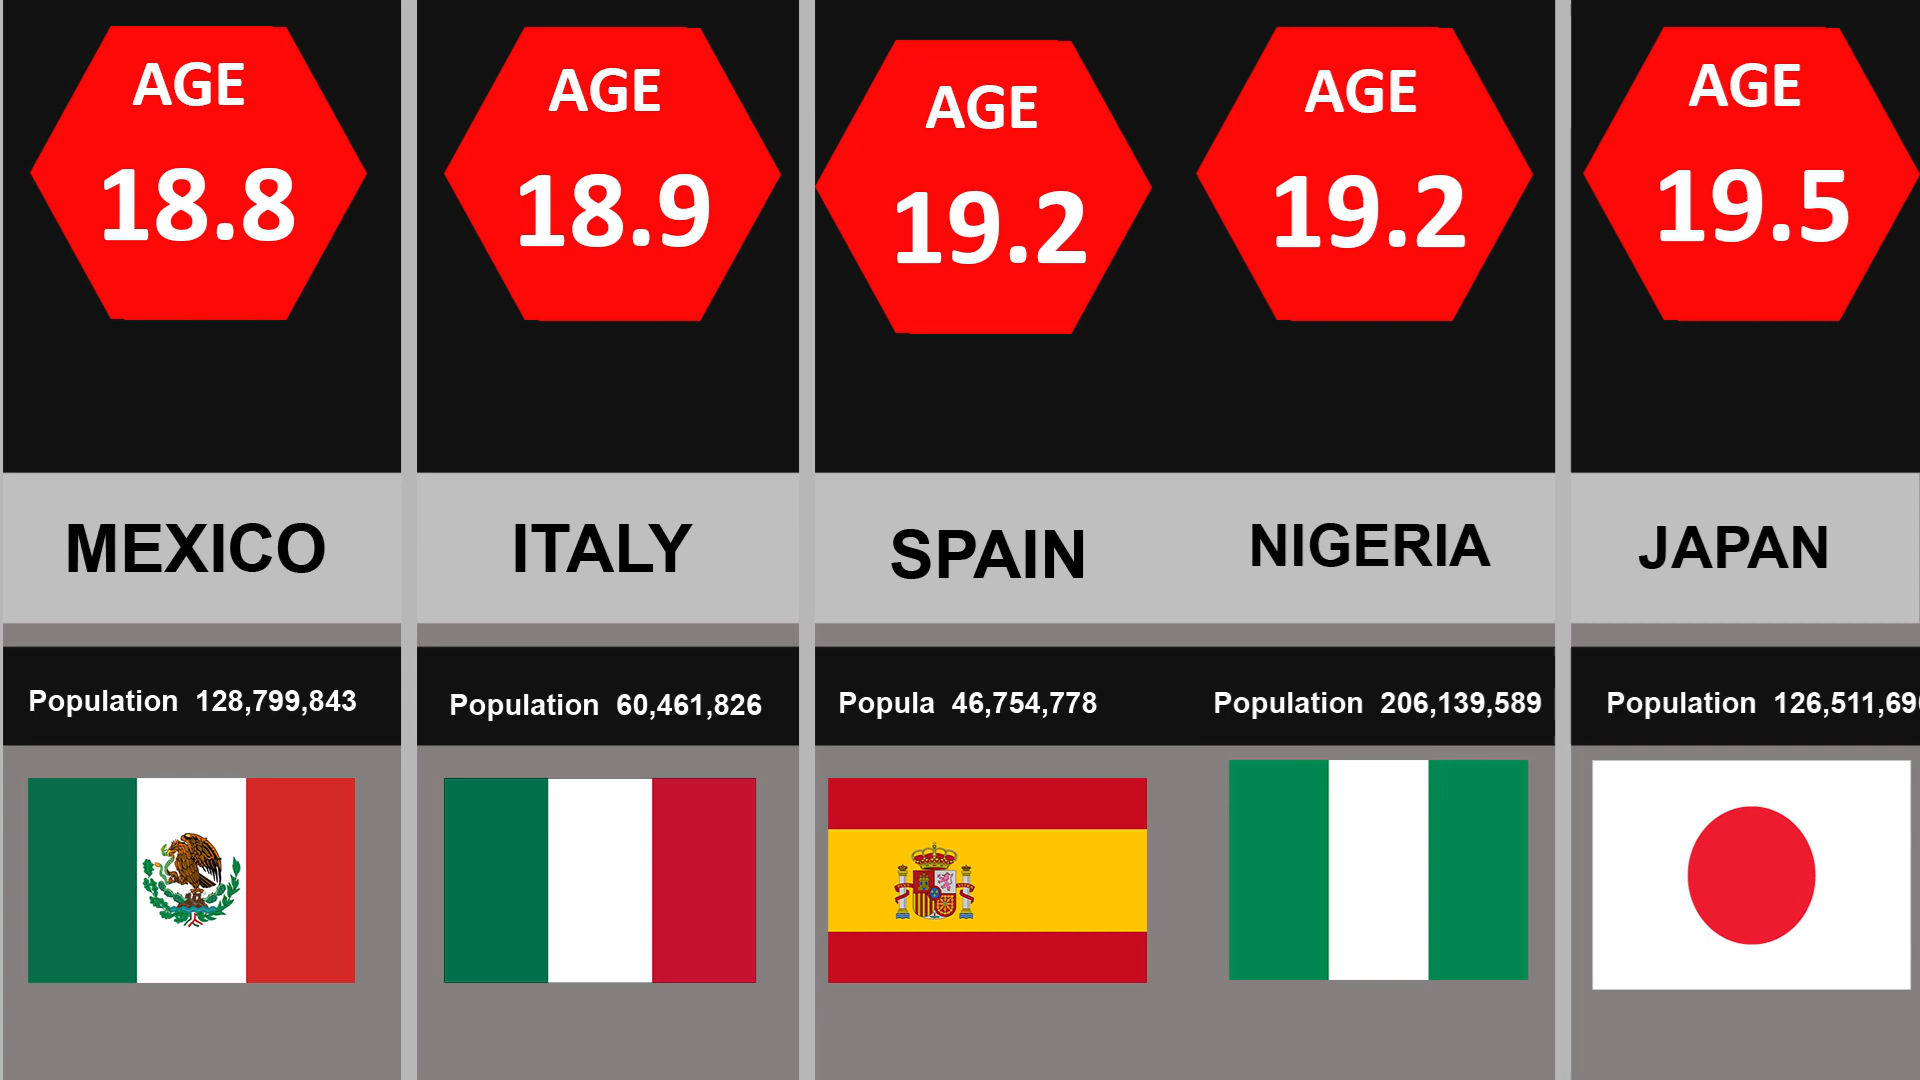 AGE
18.8
MEXICO
Population 128,799,843
AGE
18.9
ITALY
Population 60,461,826
AGE
19.2
SPAIN
Popula 46,754,778
AGE
19.2
NIGERIA
Population 206,139,589
AGE
19.5
JAPAN
Population